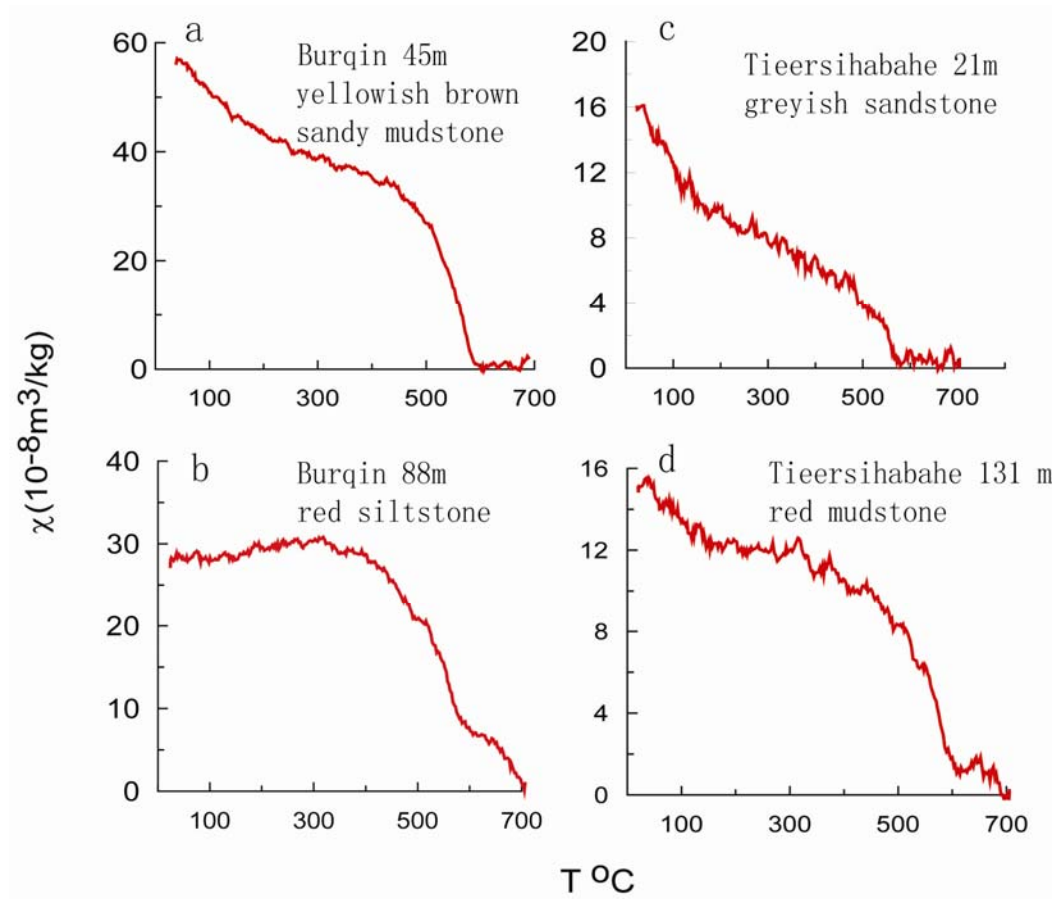 a
Burqin 45m
yellowish brown
sandy mudstone
60
40
20
0
100 300 500 700
c
Tieersihabahe 21m
greyish sandstone
20
16
12
8
4
0
100 300 500 700
b
Burqin 88m
red siltstone
40
30
20
10
0
100 300 500 700
d
Tieersihabahe 131 m
red mudstone
16
12
8
4
0
100 300 500 700
χ(10-8m3/kg)
T ºC